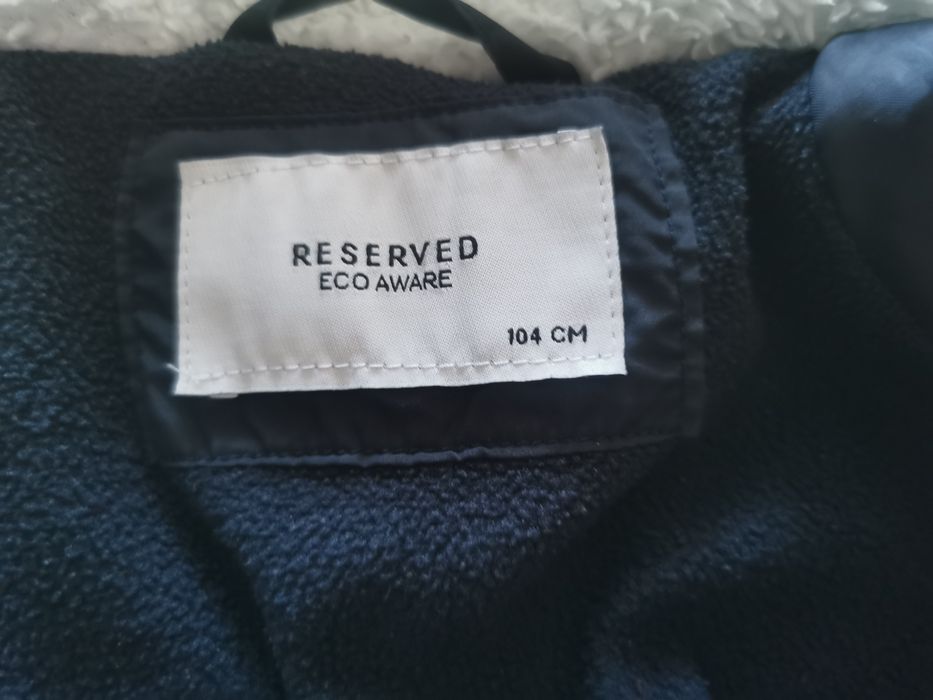 RESERVED
ECO AWARE
104 CM